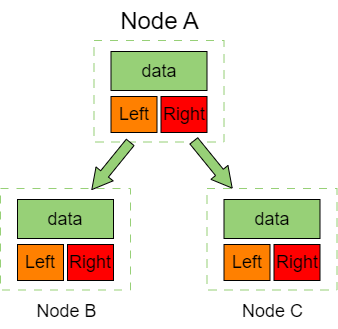 Node A
data
Left Right
data data
Left Right Left Right
Node B Node C